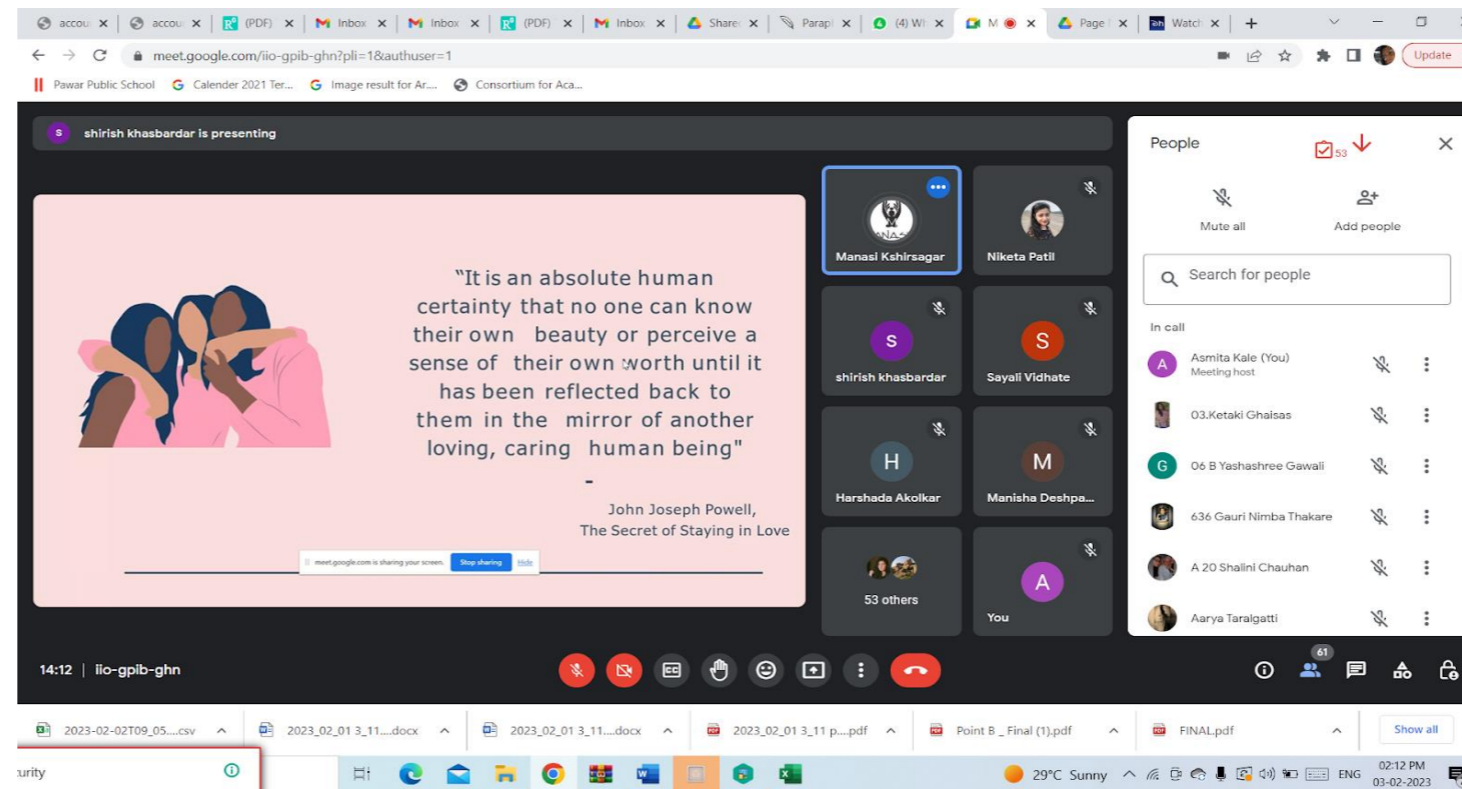 accou
accou
(PDF)
Inbox
Inbox
(PDF)
Inbox
Share
Parap
(4) Wh
M
Page
Watch
meet.google.com/iio-gpib-ghn?pli=1&authuser=1
Update
Pawar Public School
Calender 2021 Ter...
Image result for Ar....
Consortium for Aca...
s shirish khasbardar is presenting
"It is an absolute human
certainty that no one can know
their own beauty or perceive a
sense of their own worth until it
has been reflected back to
them in the mirror of another
loving, caring human being"
-
John Joseph Powell,
The Secret of Staying in Love
meet.google.com is sharing your screen. Stop sharing Hide
Manasi Kshirsagar
Niketa Patil
s
shirish khasbardar
S
Sayali Vidhate
H
Harshada Akolkar
M
Manisha Deshpa...
53 others
A
You
People
53
Mute all
Add people
Search for people
In call
A
Asmita Kale (You)
Meeting host
03.Ketaki Ghaisas
G
06 B Yashashree Gawali
636 Gauri Nimba Thakare
A 20 Shalini Chauhan
Aarya Taralgatti
14:12 | iio-gpib-ghn
61
2023-02-02T09_05....csv
2023_02_01 3_11....docx
2023_02_01 3_11....docx
2023_02_01 3_11 p....pdf
Point B _ Final (1).pdf
FINAL.pdf
Show all
urity
29°C Sunny
ENG
02:12 PM
03-02-2023